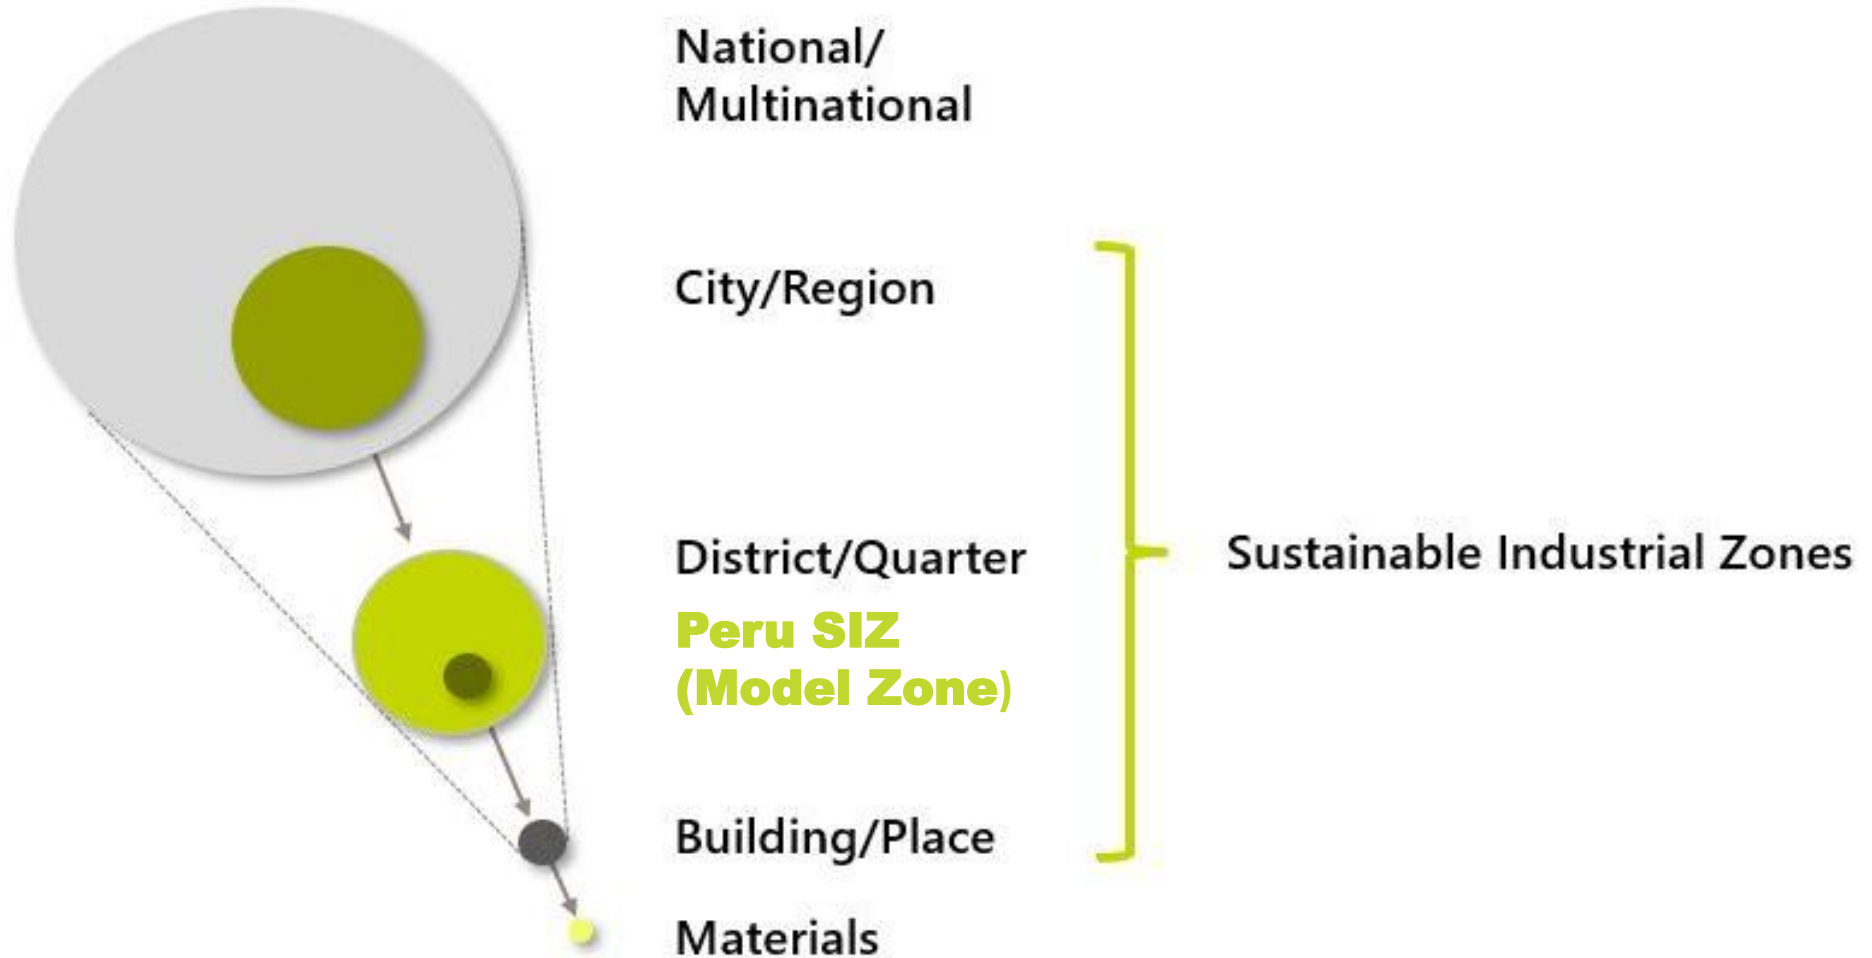 National/
Multinational
City/Region
District/Quarter
Peru SIZ
(Model Zone)
Sustainable Industrial Zones
Building/Place
Materials